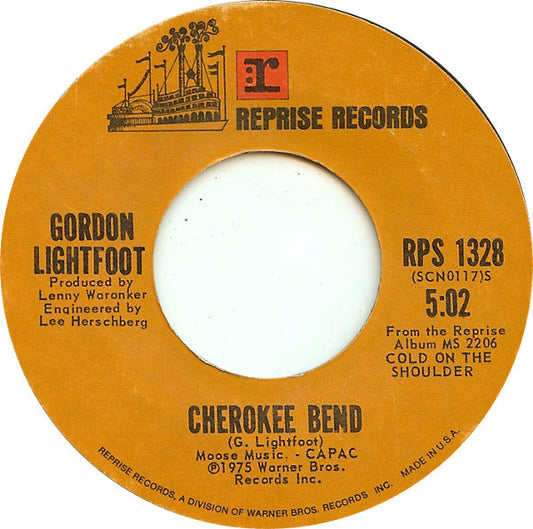 r
REPRISE RECORDS
GORDON
LIGHTFOOT
Produced by
Lenny Waronker
Engineered by
Lee Herschberg
RPS 1328
(SCN0117)S
5:02
From the Reprise
Album MS 2206
COLD ON THE
SHOULDER
CHEROKEE BEND
(G. Lightfoot)
Moose Music. - CAPAC
℗1975 Warner Bros.
Records Inc.
REPRISE RECORDS, A DIVISION OF WARNER BROS. RECORDS INC. MADE IN U.S.A.